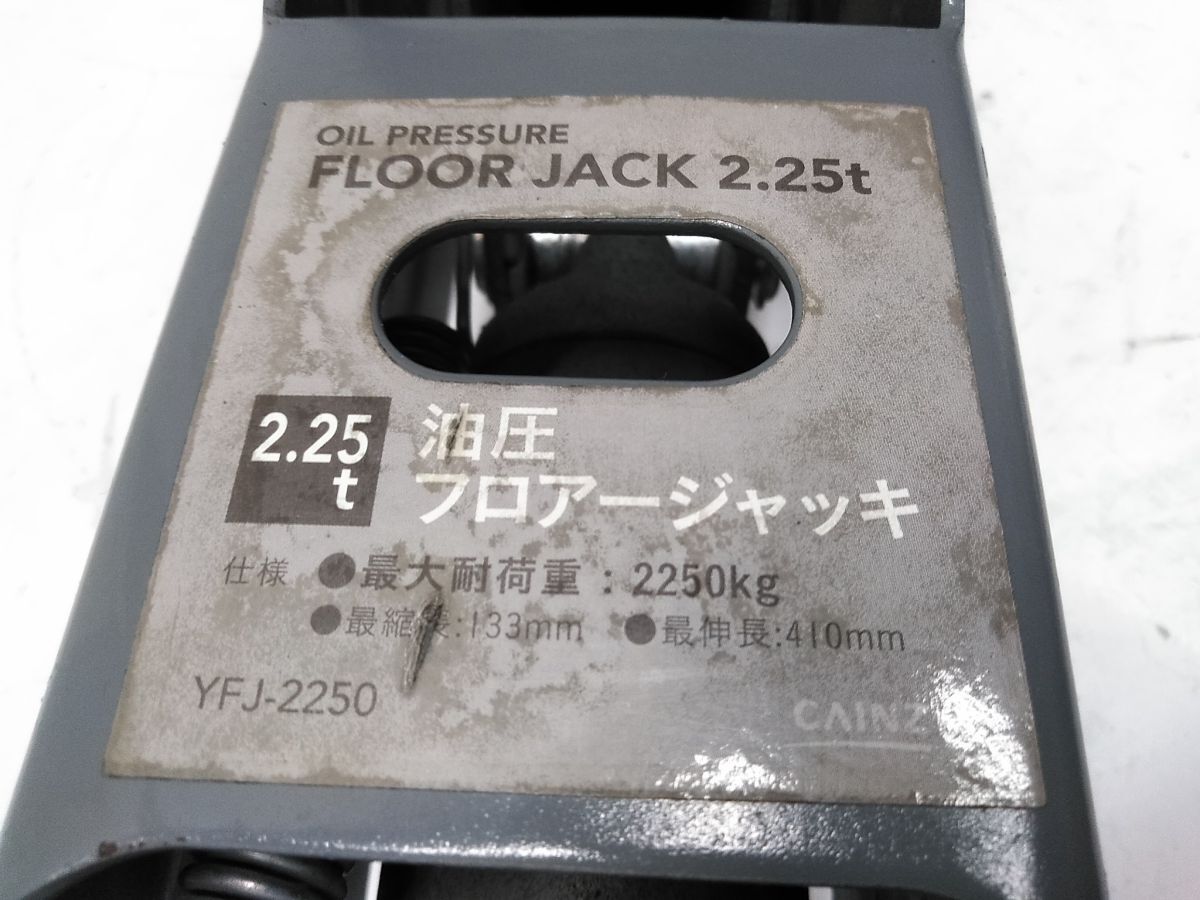 OIL PRESSURE
FLOOR JACK 2.25t
2.25
t
油圧
フロアージャッキ
仕様 ●最大耐荷重：2250kg
●最縮長:133mm ●最伸長:410mm
YFJ-2250
CAINZ